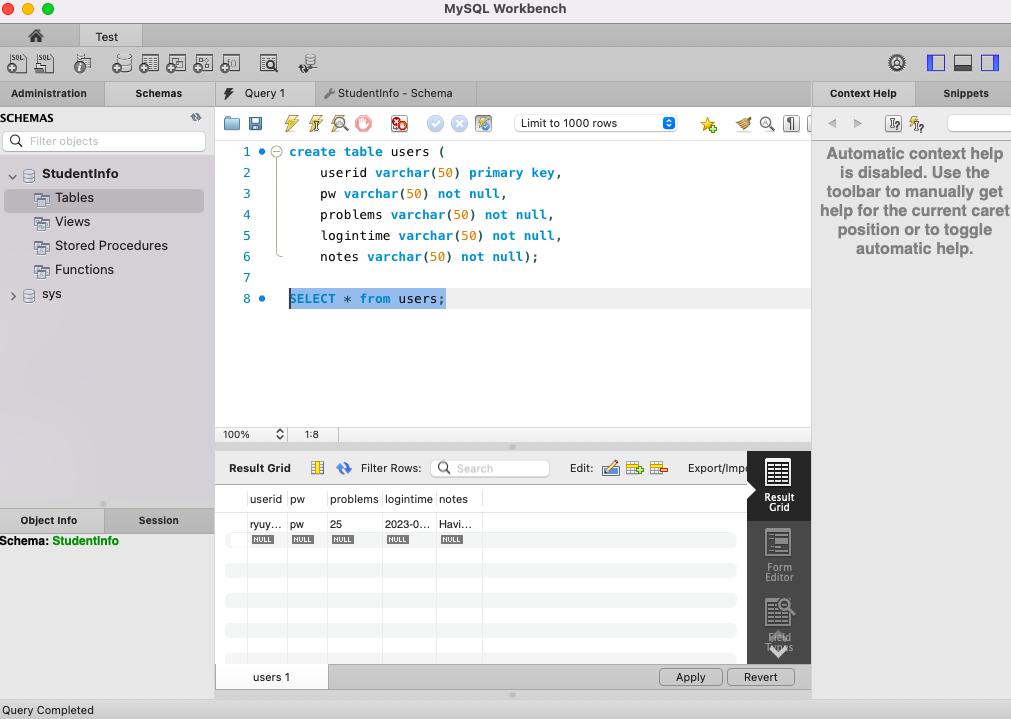 MySQL Workbench
Test
Administration Schemas
Query 1 StudentInfo - Schema
Context Help Snippets
SCHEMAS
Filter objects
StudentInfo
Tables
Views
Stored Procedures
Functions
sys
Limit to 1000 rows
1 create table users (
2 userid varchar(50) primary key,
3 pw varchar(50) not null,
4 problems varchar(50) not null,
5 logintime varchar(50) not null,
6 notes varchar(50) not null);
7
8 SELECT * from users;
100% 1:8
Automatic context help
is disabled. Use the
toolbar to manually get
help for the current caret
position or to toggle
automatic help.
Object Info Session
Schema: StudentInfo
Result Grid Filter Rows: Search Edit: Export/Impo
userid pw problems logintime notes
ryuy... pw 25 2023-0... Havi...
NULL NULL NULL NULL NULL
Result
Grid
Form
Editor
Field
Types
users 1
Apply Revert
Query Completed